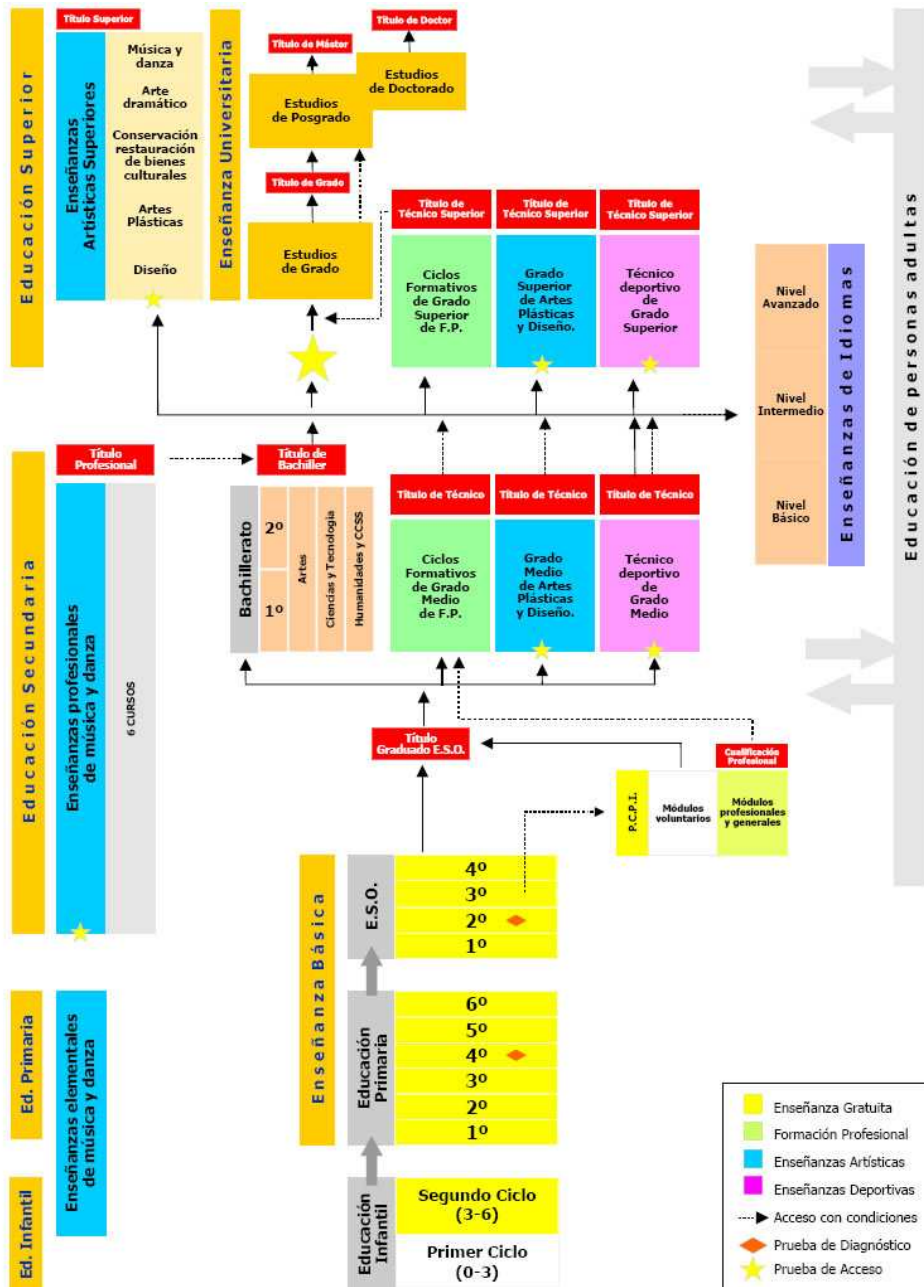 Educación Superior
Título Superior
Enseñanzas
Artísticas Superiores
Música y
danza
Arte
dramático
Conservación
restauración
de bienes
culturales
Artes
Plásticas
Diseño
Enseñanza Universitaria
Título de Máster
Título de Doctor
Estudios
de Posgrado
Estudios
de Doctorado
Título de Grado
Estudios
de Grado
Título de
Técnico Superior
Título de
Técnico Superior
Título de
Técnico Superior
Ciclos
Formativos
de Grado
Superior
de F.P.
Grado
Superior
de Artes
Plásticas
y Diseño.
Técnico
deportivo
de
Grado
Superior
Nivel
Avanzado
Nivel
Intermedio
Nivel
Básico
Enseñanzas de Idiomas
Educación de personas adultas
Educación Secundaria
Título
Profesional
Enseñanzas profesionales
de música y danza
6 CURSOS
Título de
Bachiller
Bachillerato
2º
1º
Artes
Ciencias y Tecnología
Humanidades y CCSS
Título de Técnico
Título de Técnico
Título de Técnico
Ciclos
Formativos
de Grado
Medio
de F.P.
Grado
Medio
de Artes
Plásticas
y Diseño.
Técnico
deportivo
de
Grado
Medio
Título
Graduado E.S.O.
Cualificación
Profesional
P.C.P.I.
Módulos
voluntarios
Módulos
profesionales
y generales
Enseñanza Básica
E.S.O.
4º
3º
2º
1º
Ed. Primaria
Enseñanzas elementales
de música y danza
Educación
Primaria
6º
5º
4º
3º
2º
1º
Ed. Infantil
Educación
Infantil
Segundo Ciclo
(3-6)
Primer Ciclo
(0-3)
Enseñanza Gratuita
Formación Profesional
Enseñanzas Artísticas
Enseñanzas Deportivas
Acceso con condiciones
Prueba de Diagnóstico
Prueba de Acceso